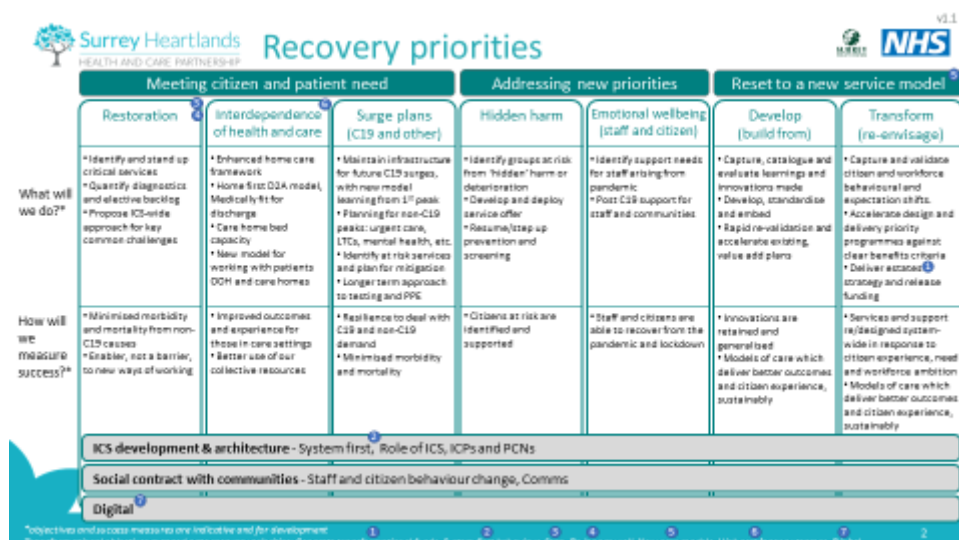 v1.1
Surrey Heartlands
HEALTH AND CARE PARTNERSHIP
Recovery priorities
SURREY
NHS
Meeting citizen and patient need
Addressing new priorities
Reset to a new service model
5
Restoration
3
4
Interdependence
of health and care
6
Surge plans
(C19 and other)
Hidden harm
Emotional wellbeing
(staff and citizen)
Develop
(build from)
Transform
(re-envisage)
What will
we do?*
• Identify and stand up
critical services
• Quantify diagnostics
and elective backlog
• Propose ICS-wide
approach for key
common challenges
• Enhanced home care
framework
• Home first D2A model,
Medically fit for
discharge
• Care home bed
capacity
• New model for
working with patients
OOH and care homes
• Maintain infrastructure
for future C19 surges,
with new model
learning from 1st peak
• Planning for non-C19
peaks: urgent care,
LTCs, mental health, etc.
• Identify at risk services
and plan for mitigation
• Longer term approach
to testing and PPE
• Identify groups at risk
from 'hidden' harm or
deterioration
• Develop and deploy
service offer
• Resume/step up
prevention and
screening
• Identify support needs
for staff arising from
pandemic
• Post C19 support for
staff and communities
• Capture, catalogue and
evaluate learnings and
innovations made
• Develop, standardise
and embed
• Rapid re-validation and
accelerate existing,
value add plans
• Capture and validate
citizen and workforce
behavioural and
expectation shifts.
• Accelerate design and
delivery priority
programmes against
clear benefits criteria
• Deliver estates 1
strategy and release
funding
How will
we
measure
success?*
• Minimised morbidity
and mortality from non-
C19 causes
• Enabler, not a barrier,
to new ways of working
• Improved outcomes
and experience for
those in care settings
• Better use of our
collective resources
• Resilience to deal with
C19 and non-C19
demand
• Minimised morbidity
and mortality
• Citizens at risk are
identified and
supported
• Staff and citizens are
able to recover from the
pandemic and lockdown
• Innovations are
retained and
generalised
• Models of care which
deliver better outcomes
and citizen experience,
sustainably
• Services and support
re/designed system-
wide in response to
citizen experience, need
and workforce ambition
• Models of care which
deliver better outcomes
and citizen experience,
sustainably
ICS development & architecture - System first, Role of ICS, ICPs and PCNs
2
Social contract with communities - Staff and citizen behaviour change, Comms
Digital 7
*objectives and success measures are indicative and for development
1 2 3 4 5 6 7
2